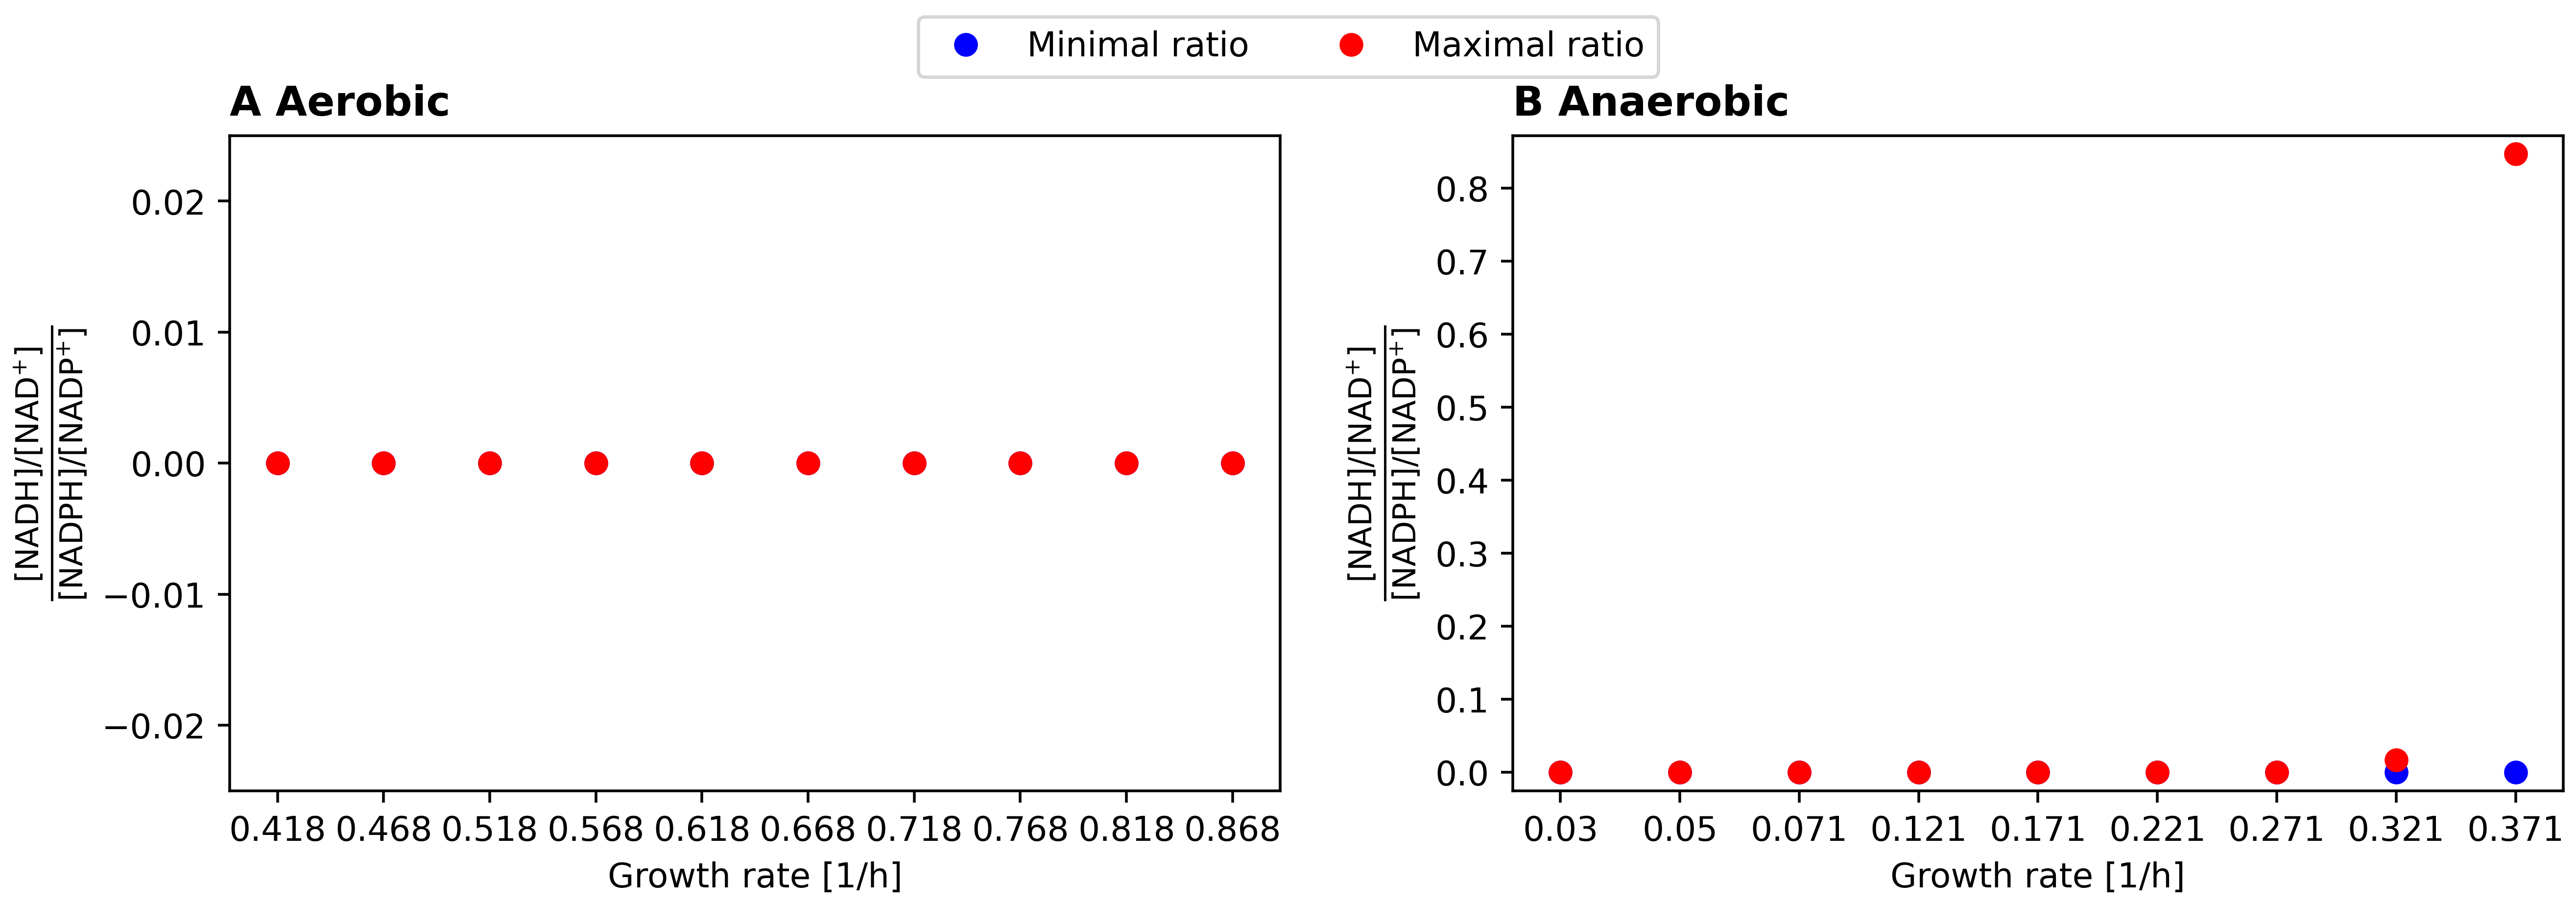 Minimal ratio Maximal ratio
A Aerobic
[NADH]/[NAD⁺]
[NADPH]/[NADP⁺]
0.02
0.01
0.00
−0.01
−0.02
0.418 0.468 0.518 0.568 0.618 0.668 0.718 0.768 0.818 0.868
Growth rate [1/h]
B Anaerobic
[NADH]/[NAD⁺]
[NADPH]/[NADP⁺]
0.8
0.7
0.6
0.5
0.4
0.3
0.2
0.1
0.0
0.03 0.05 0.071 0.121 0.171 0.221 0.271 0.321 0.371
Growth rate [1/h]